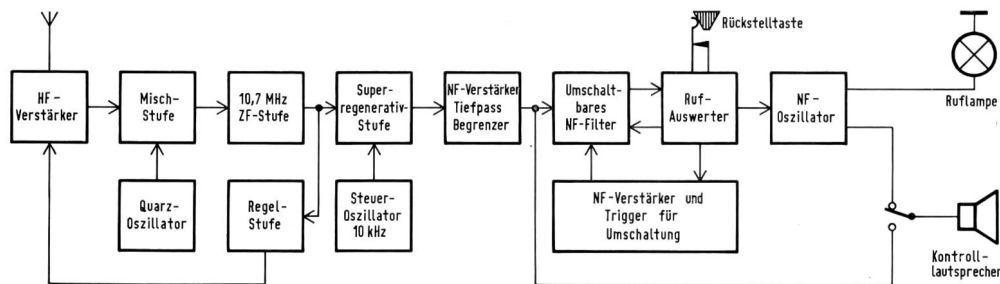 Rückstelltaste
HF-
Verstärker
Misch-
Stufe
10,7 MHz
ZF-Stufe
Super-
regenerativ-
Stufe
NF-Verstärker
Tiefpass
Begrenzer
Umschalt-
bares
NF-Filter
Ruf-
Auswerter
NF-
Oszillator
Ruflampe
Quarz-
Oszillator
Regel-
Stufe
Steuer-
Oszillator
10 kHz
NF-Verstärker und
Trigger für
Umschaltung
Kontroll-
lautsprecher